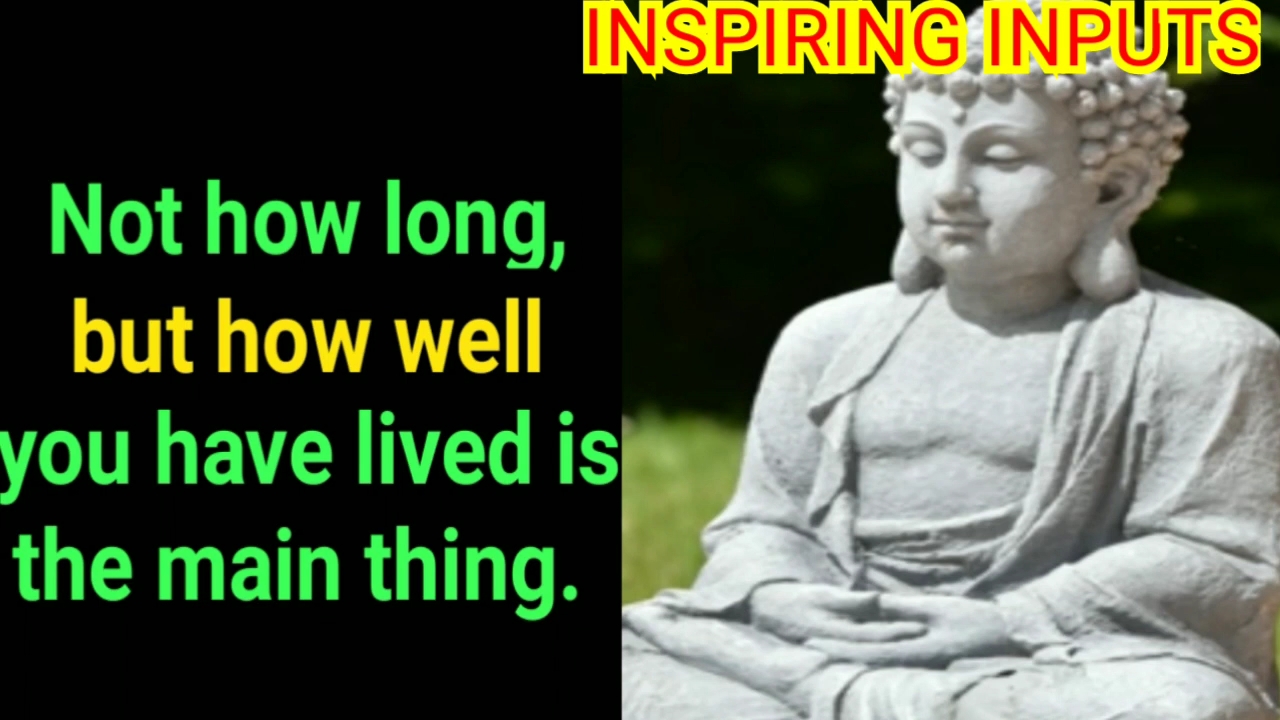 INSPIRING INPUTS
Not how long,
but how well
you have lived is
the main thing.